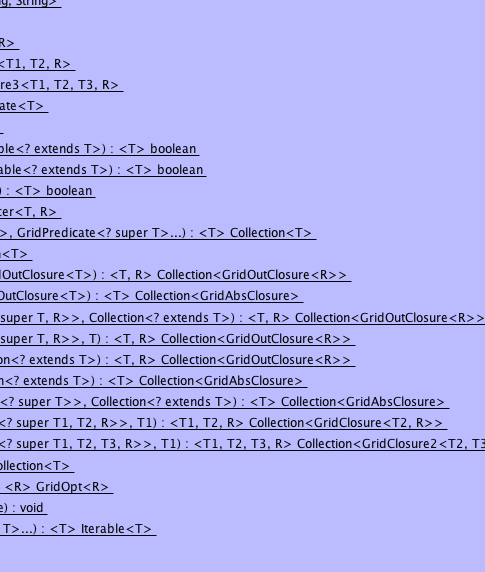 ng, String>
R>
<T1, T2, R>
re3<T1, T2, T3, R>
ate<T>
ble<? extends T>) : <T> boolean
able<? extends T>) : <T> boolean
) : <T> boolean
cer<T, R>
>, GridPredicate<? super T>...) : <T> Collection<T>
n<T>
dOutClosure<T>) : <T, R> Collection<GridOutClosure<R>>
OutClosure<T>) : <T> Collection<GridAbsClosure>
super T, R>>, Collection<? extends T>) : <T, R> Collection<GridOutClosure<R>>
super T, R>>, T) : <T, R> Collection<GridOutClosure<R>>
on<? extends T>) : <T, R> Collection<GridOutClosure<R>>
n<? extends T>) : <T> Collection<GridAbsClosure>
<? super T>>, Collection<? extends T>) : <T> Collection<GridAbsClosure>
<? super T1, T2, R>>, T1) : <T1, T2, R> Collection<GridClosure<T2, R>>
<? super T1, T2, T3, R>>, T1) : <T1, T2, T3, R> Collection<GridClosure2<T2, T3
ollection<T>
<R> GridOpt<R>
e) : void
T>...) : <T> Iterable<T>